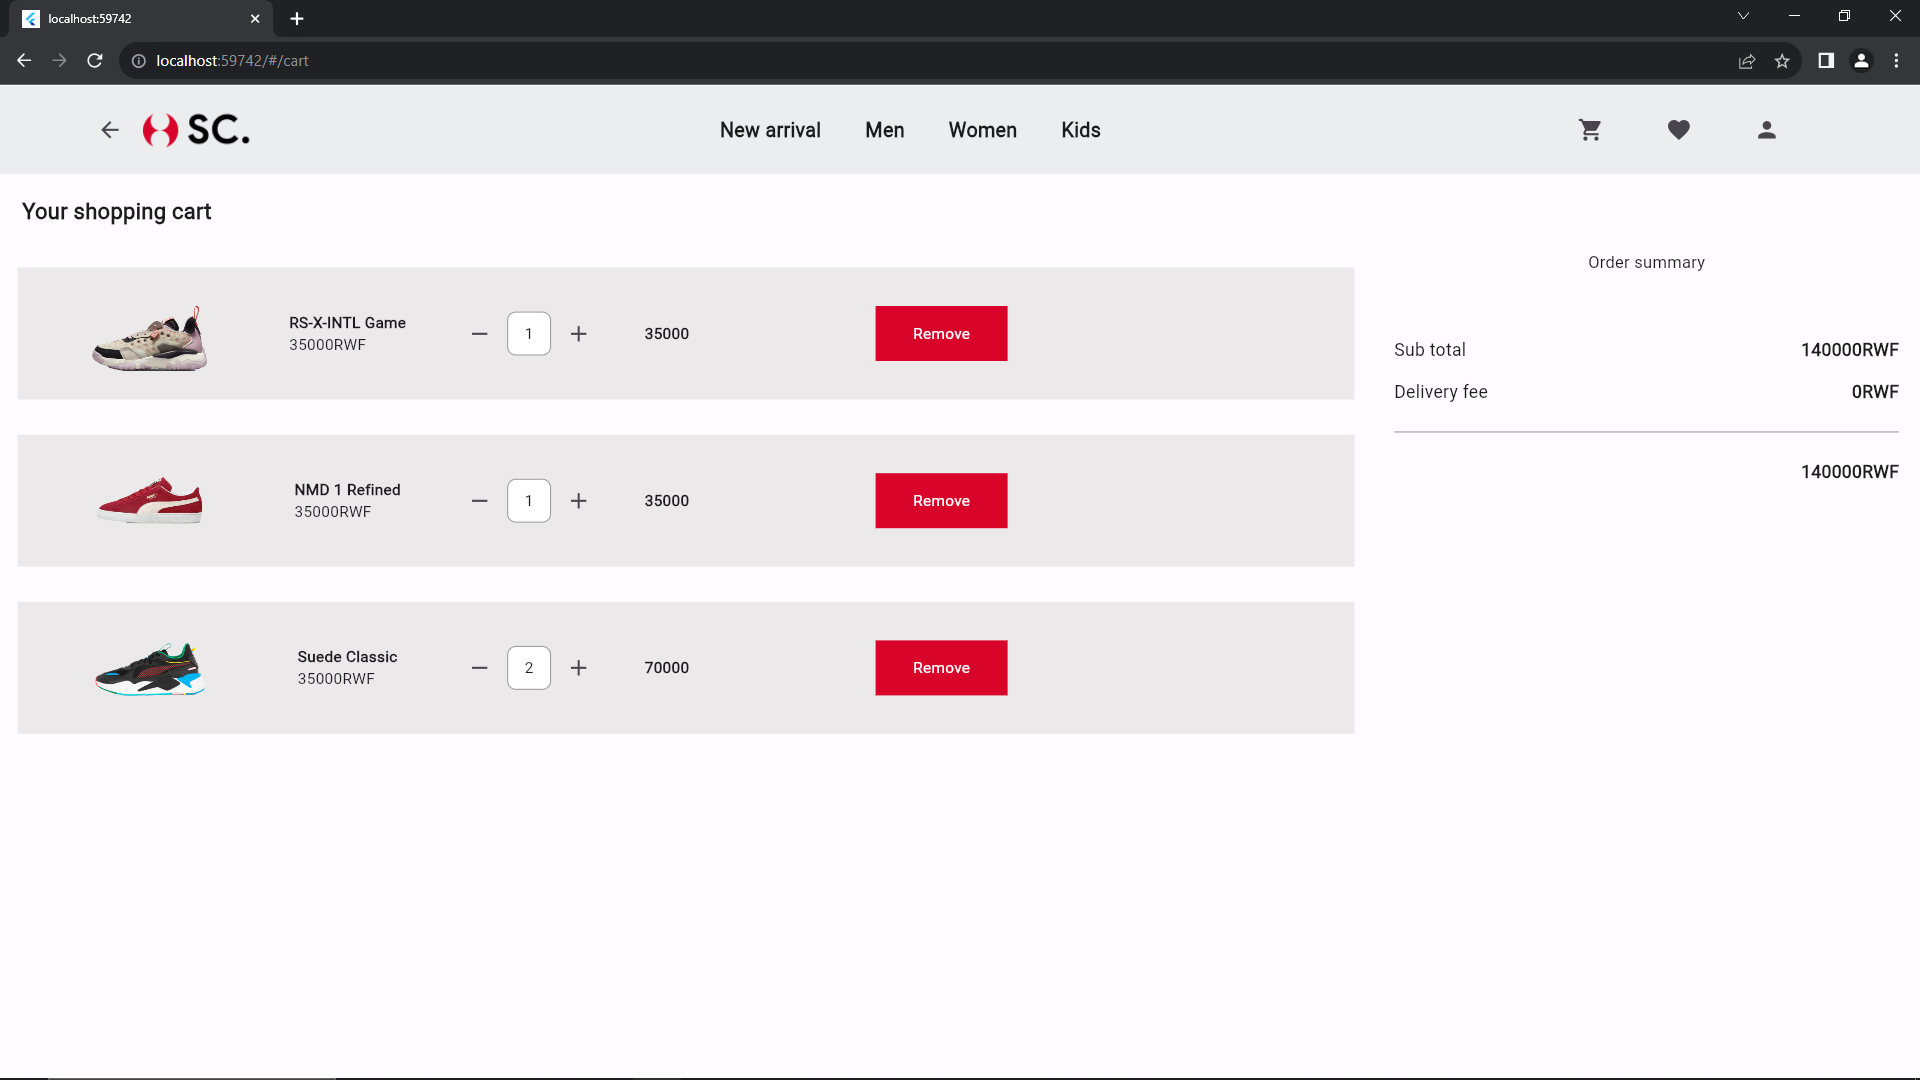 localhost:59742
localhost:59742/#/cart
SC.
New arrival
Men
Women
Kids
Your shopping cart
RS-X-INTL Game
35000RWF
1
35000
Remove
NMD 1 Refined
35000RWF
1
35000
Remove
Suede Classic
35000RWF
2
70000
Remove
Order summary
Sub total 140000RWF
Delivery fee 0RWF
140000RWF